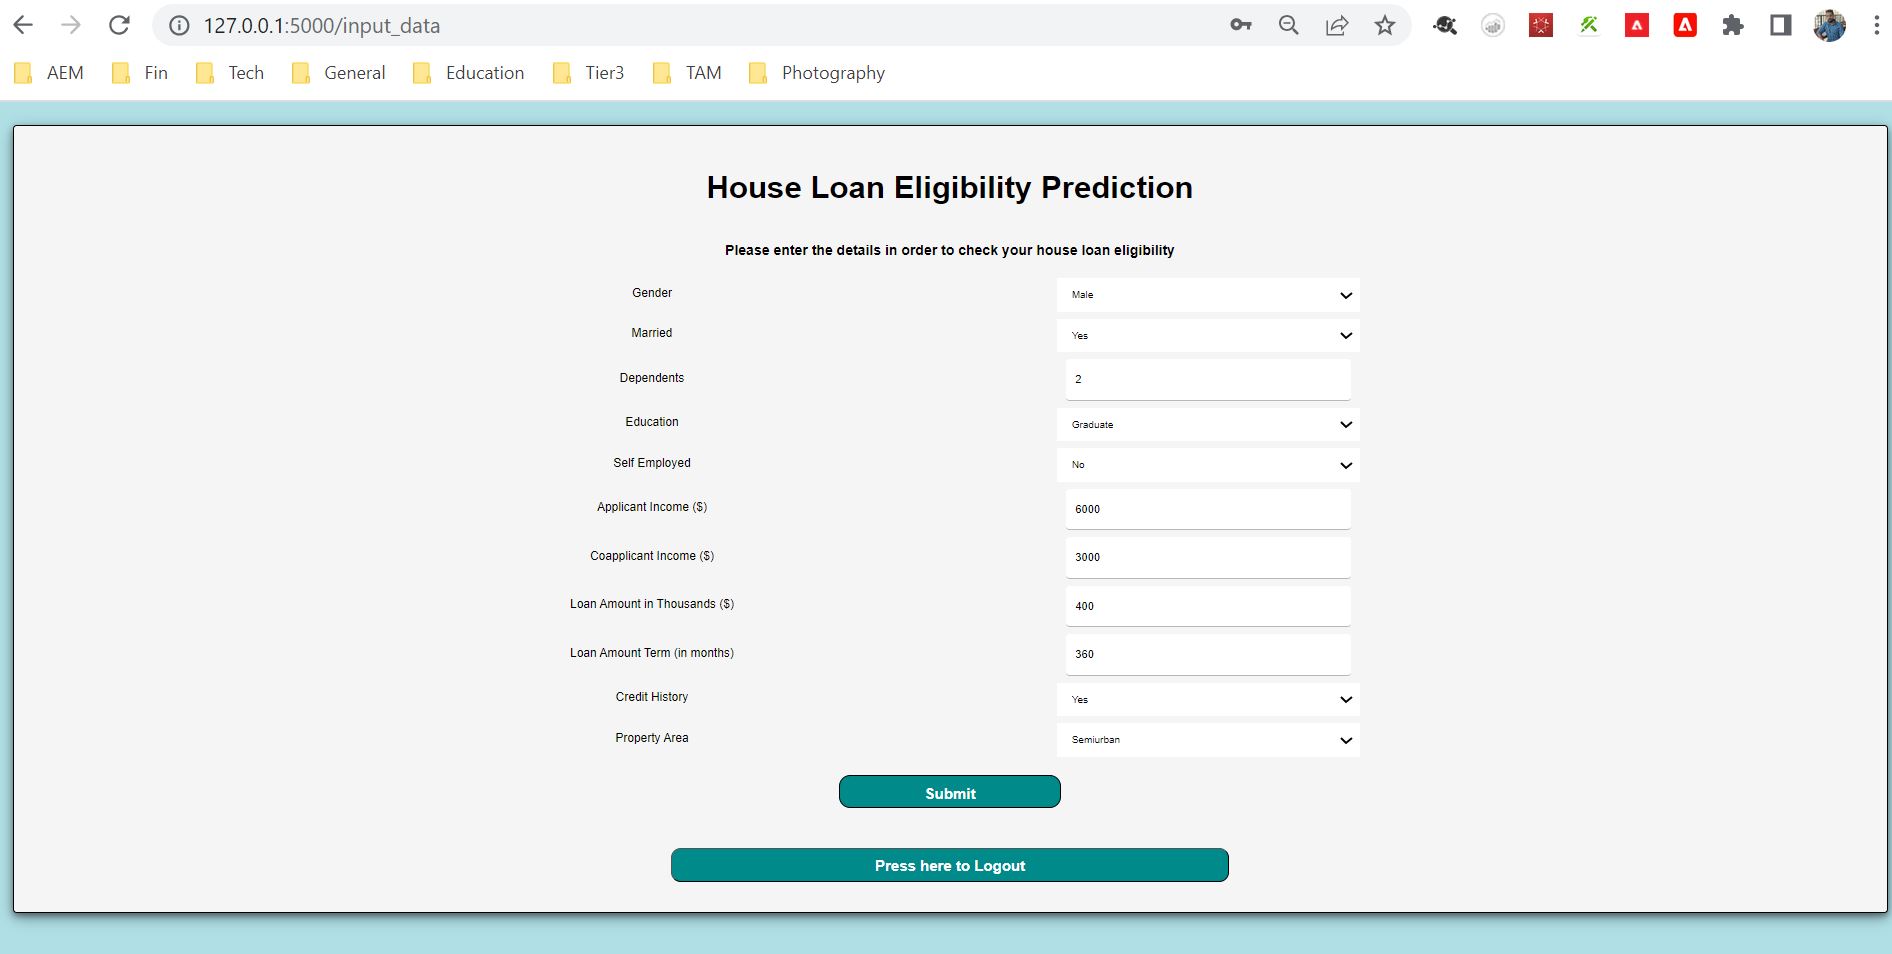 127.0.0.1:5000/input_data
AEM Fin Tech General Education Tier3 TAM Photography
House Loan Eligibility Prediction
Please enter the details in order to check your house loan eligibility
Gender Male
Married Yes
Dependents 2
Education Graduate
Self Employed No
Applicant Income ($) 6000
Coapplicant Income ($) 3000
Loan Amount in Thousands ($) 400
Loan Amount Term (in months) 360
Credit History Yes
Property Area Semiurban
Submit
Press here to Logout